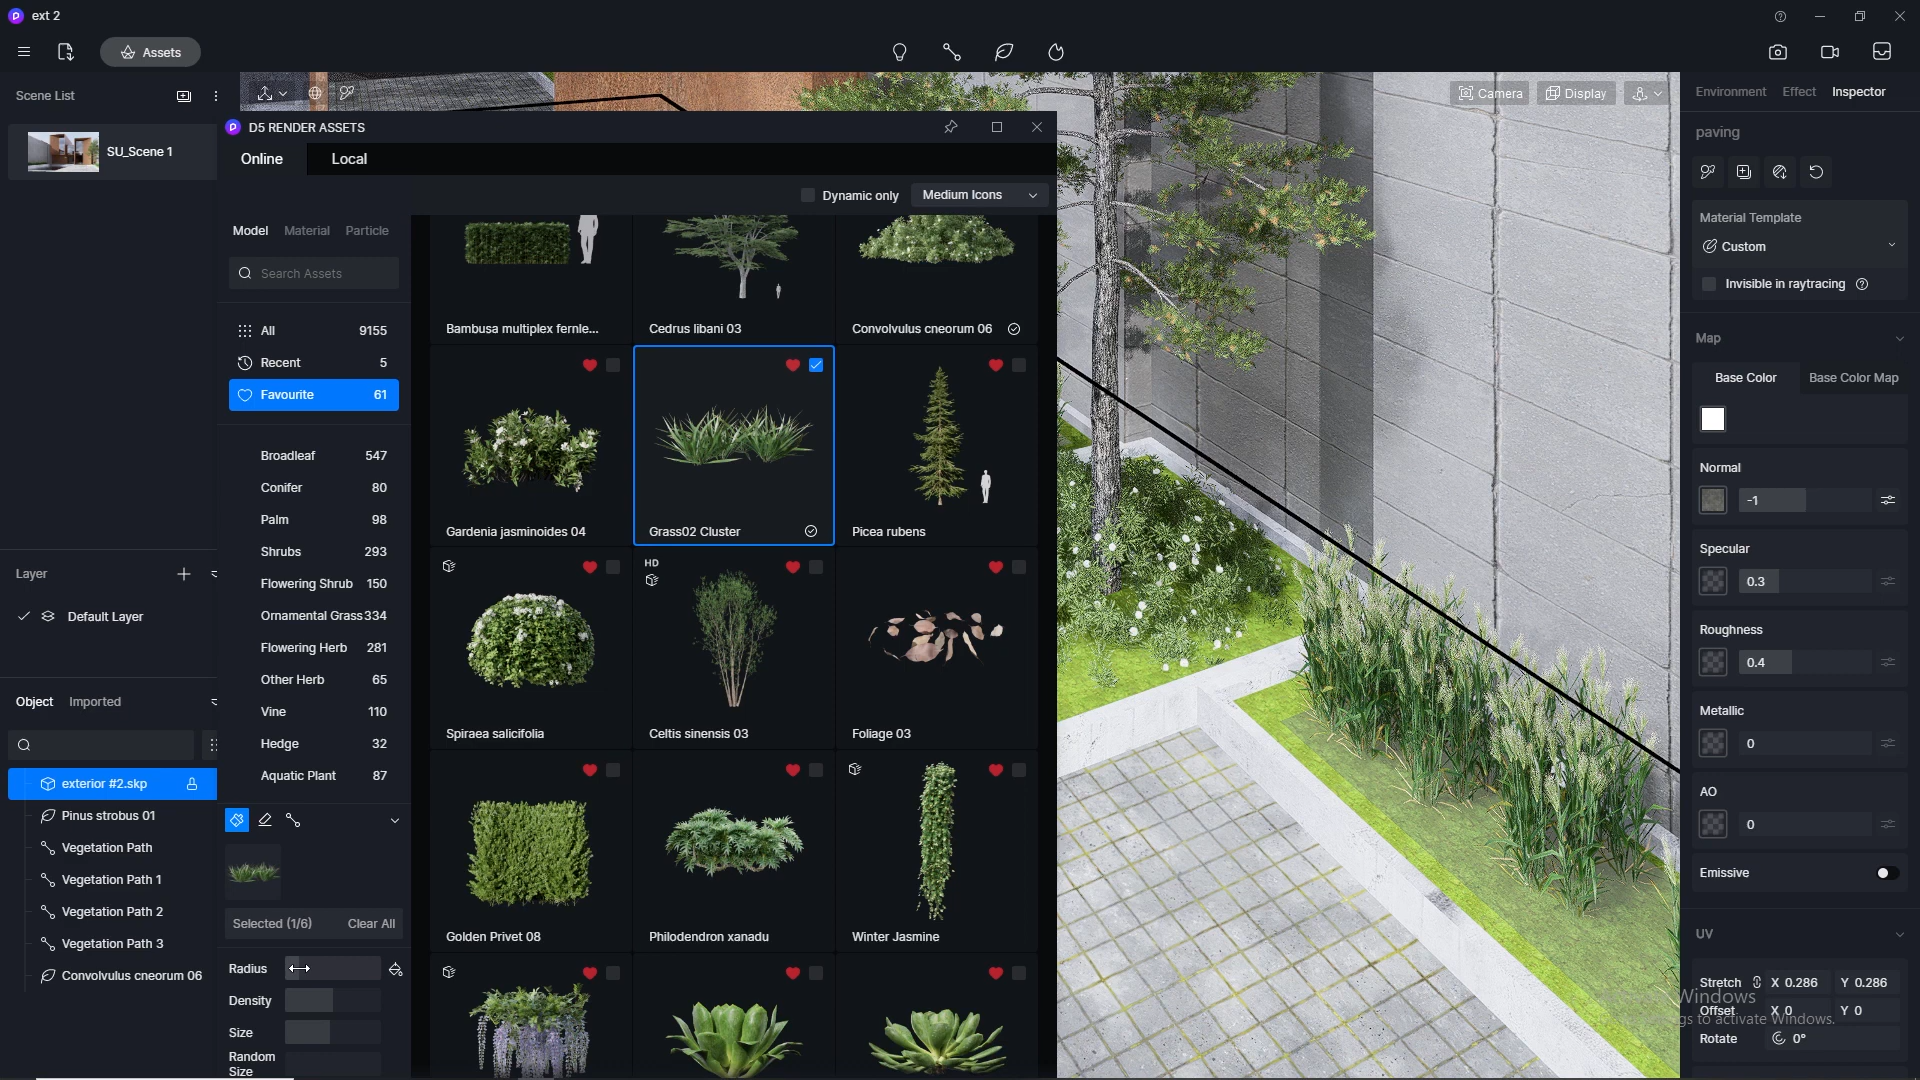 ext 2
Assets
Scene List
SU_Scene 1
Layer
Default Layer
Object Imported
exterior #2.skp
Pinus strobus 01
Vegetation Path
Vegetation Path 1
Vegetation Path 2
Vegetation Path 3
Convolvulus cneorum 06
D5 RENDER ASSETS
Online Local
Dynamic only Medium Icons
Model Material Particle
Search Assets
All 9155
Recent 5
Favourite 61
Broadleaf 547
Conifer 80
Palm 98
Shrubs 293
Flowering Shrub 150
Ornamental Grass 334
Flowering Herb 281
Other Herb 65
Vine 110
Hedge 32
Aquatic Plant 87
Selected (1/6) Clear All
Radius
Density
Size
Random
Size
Bambusa multiplex fernle... Cedrus libani 03 Convolvulus cneorum 06
Gardenia jasminoides 04 Grass02 Cluster Picea rubens
HD
Spiraea salicifolia Celtis sinensis 03 Foliage 03
Golden Privet 08 Philodendron xanadu Winter Jasmine
Camera Display
Environment Effect Inspector
paving
Material Template
Custom
Invisible in raytracing
Map
Base Color Base Color Map
Normal
-1
Specular
0.3
Roughness
0.4
Metallic
0
AO
0
Emissive
UV
Stretch X 0.286 Y 0.286
Windows
Offset X 0 Y 0
gs to activate Windows.
Rotate 0°